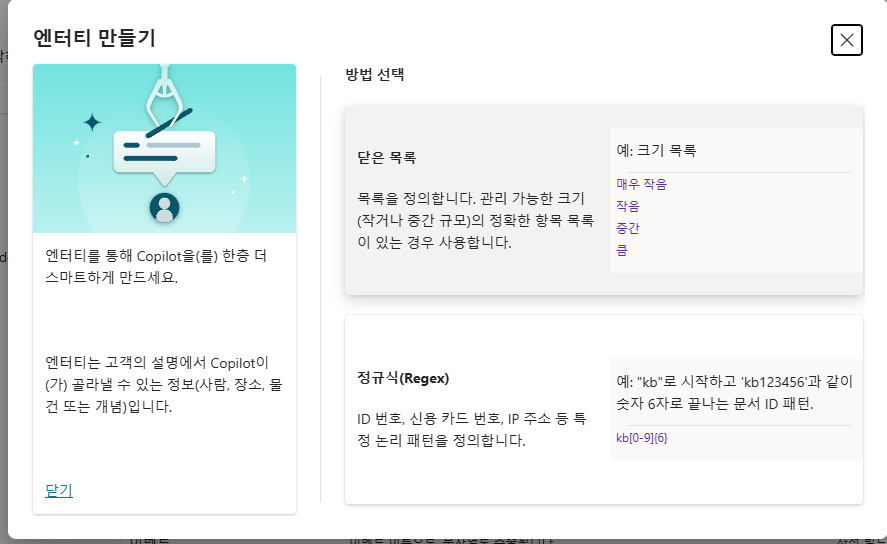 엔터티 만들기
엔터티를 통해 Copilot을(를) 한층 더
스마트하게 만드세요.
엔터티는 고객의 설명에서 Copilot이
(가) 골라낼 수 있는 정보(사람, 장소, 물
건 또는 개념)입니다.
닫기
방법 선택
닫은 목록
목록을 정의합니다. 관리 가능한 크기
(작거나 중간 규모)의 정확한 항목 목록
이 있는 경우 사용합니다.
예: 크기 목록
매우 작음
작음
중간
큼
정규식(Regex)
ID 번호, 신용 카드 번호, IP 주소 등 특
정 논리 패턴을 정의합니다.
예: "kb"로 시작하고 'kb123456'과 같이
숫자 6자로 끝나는 문서 ID 패턴.
kb[0-9]{6}